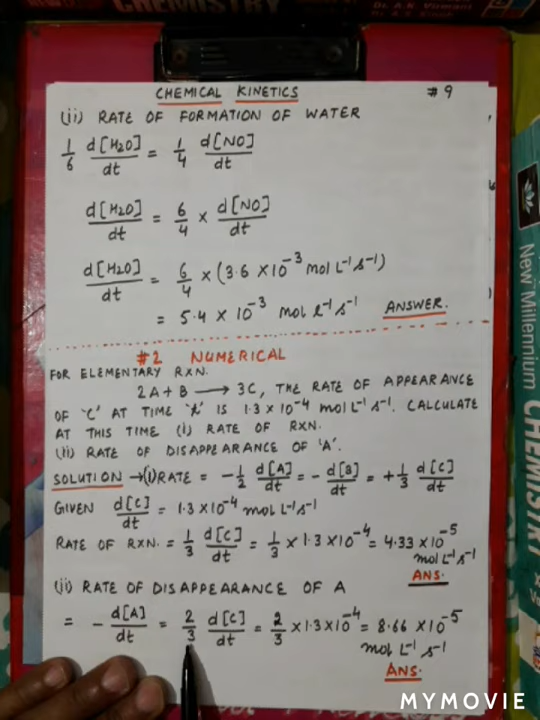 CHEMISTRY
Dr. A.K. Virmani
CHEMICAL KINETICS #9
(ii) RATE OF FORMATION OF WATER
1/6 d[H2O]/dt = 1/4 d[NO]/dt
d[H2O]/dt = 6/4 × d[NO]/dt
d[H2O]/dt = 6/4 × (3.6 × 10⁻³ mol L⁻¹ s⁻¹)
= 5.4 × 10⁻³ mol l⁻¹ s⁻¹ ANSWER.
#2 NUMERICAL
FOR ELEMENTARY RXN.
2A + B ⟶ 3C, THE RATE OF APPEARANCE
OF 'C' AT TIME 't' IS 1.3 × 10⁻⁴ mol L⁻¹ s⁻¹. CALCULATE
AT THIS TIME (i) RATE OF RXN.
(ii) RATE OF DISAPPEARANCE OF 'A'.
SOLUTION → (i) RATE = -1/2 d[A]/dt = - d[B]/dt = +1/3 d[C]/dt
GIVEN d[C]/dt = 1.3 × 10⁻⁴ mol L⁻¹ s⁻¹
RATE OF RXN. = 1/3 d[C]/dt = 1/3 × 1.3 × 10⁻⁴ = 4.33 × 10⁻⁵
mol L⁻¹ s⁻¹
ANS.
(ii) RATE OF DISAPPEARANCE OF A
= - d[A]/dt = 2/3 d[C]/dt = 2/3 × 1.3 × 10⁻⁴ = 8.66 × 10⁻⁵
mol L⁻¹ s⁻¹
ANS.
New Millennium
MYMOVIE